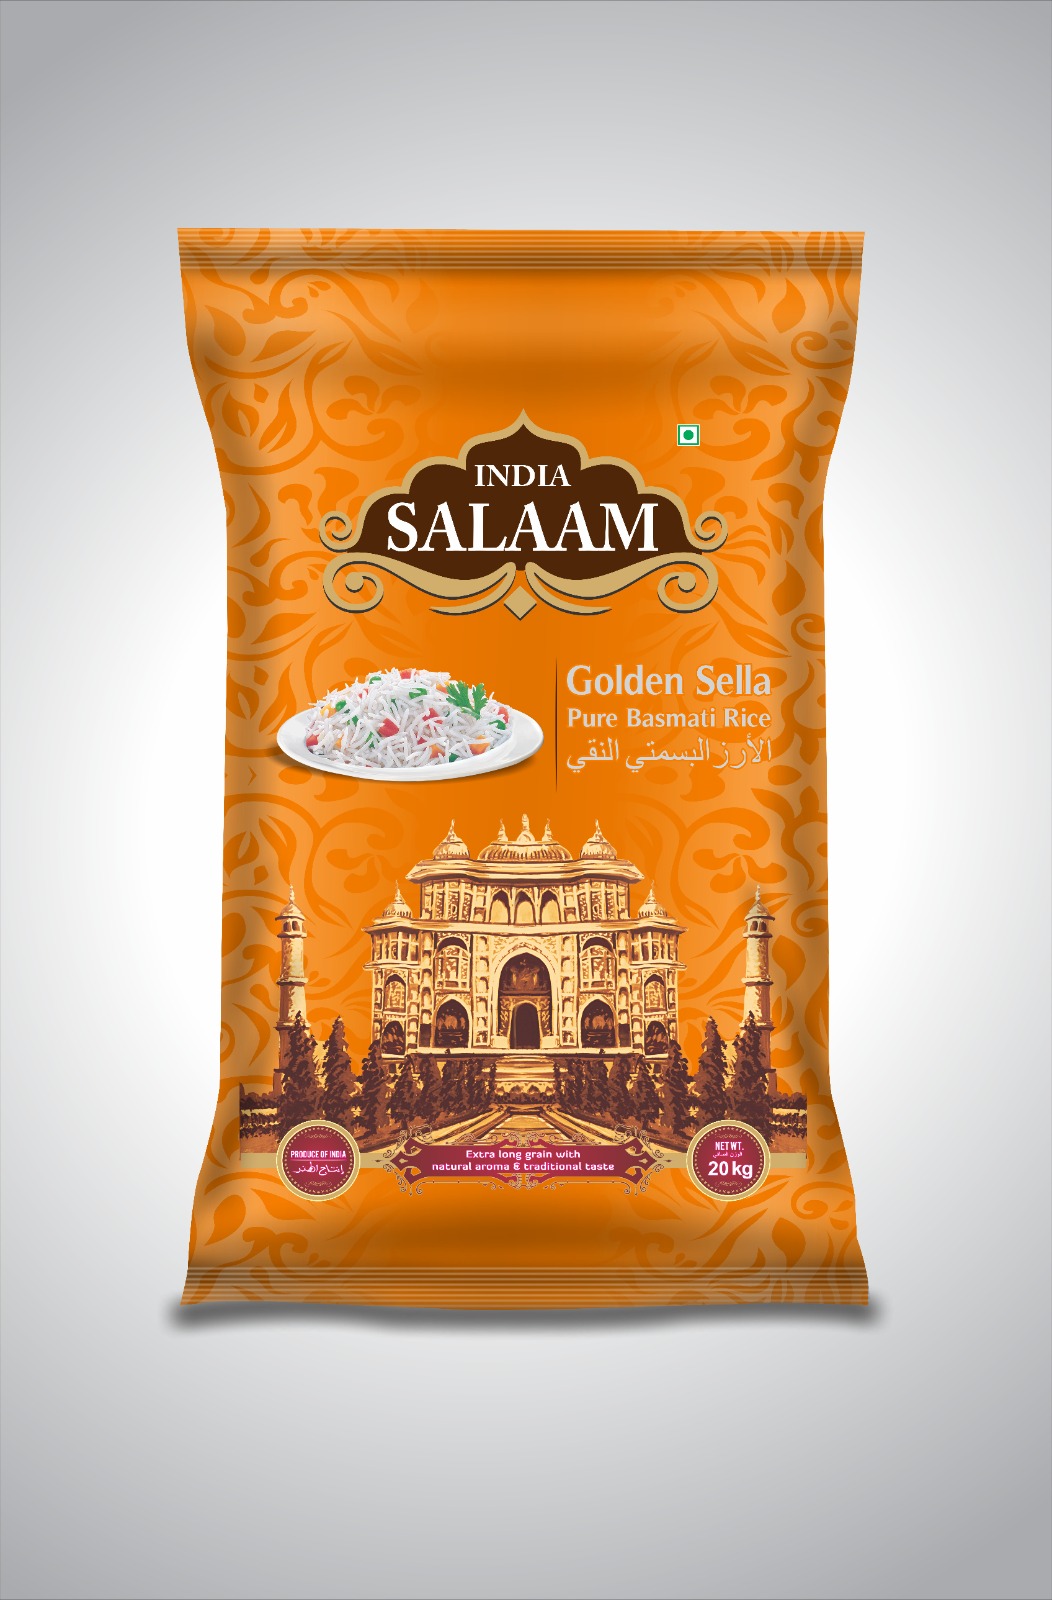 INDIA
SALAAM
Golden Sella
Pure Basmati Rice
الأرز البسمتي النقي
PRODUCE OF INDIA
إنتاج الهند
Extra long grain with
natural aroma & traditional taste
NET WT.
الوزن الصافي
20 kg